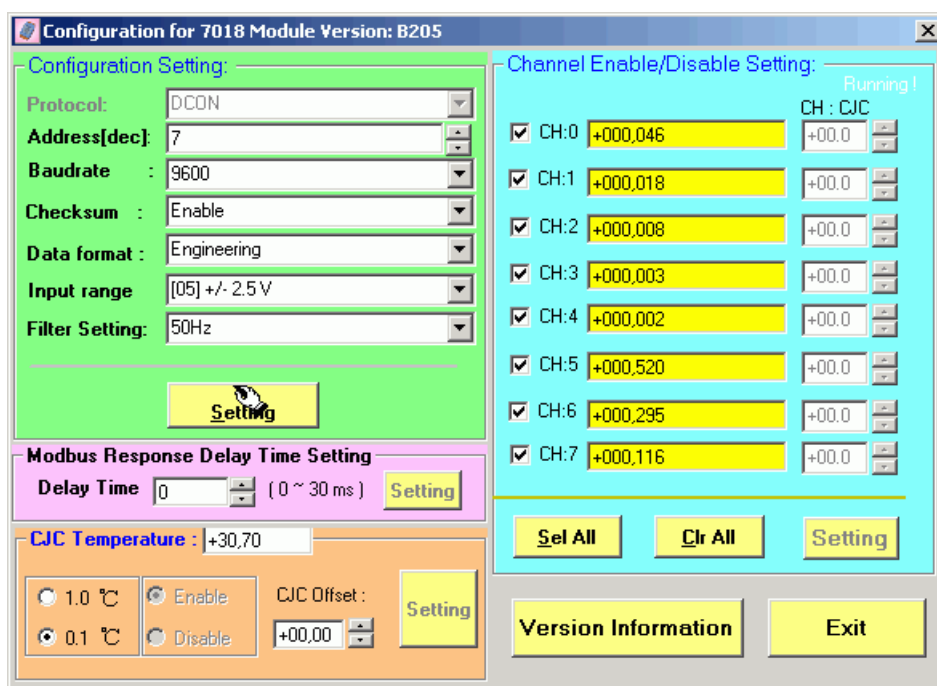 Configuration for 7018 Module Version: B205
Configuration Setting:
Protocol: DCON
Address[dec]: 7
Baudrate : 9600
Checksum : Enable
Data format : Engineering
Input range [05] +/- 2.5 V
Filter Setting: 50Hz
Setting
Modbus Response Delay Time Setting
Delay Time 0 ( 0 ~ 30 ms ) Setting
CJC Temperature : +30,70
1.0 ℃ Enable CJC Offset :
0.1 ℃ Disable +00,00
Setting
Channel Enable/Disable Setting:
Running !
CH : CJC
CH:0 +000,046 +00.0
CH:1 +000,018 +00.0
CH:2 +000,008 +00.0
CH:3 +000,003 +00.0
CH:4 +000,002 +00.0
CH:5 +000,520 +00.0
CH:6 +000,295 +00.0
CH:7 +000,116 +00.0
Sel All Clr All Setting
Version Information Exit